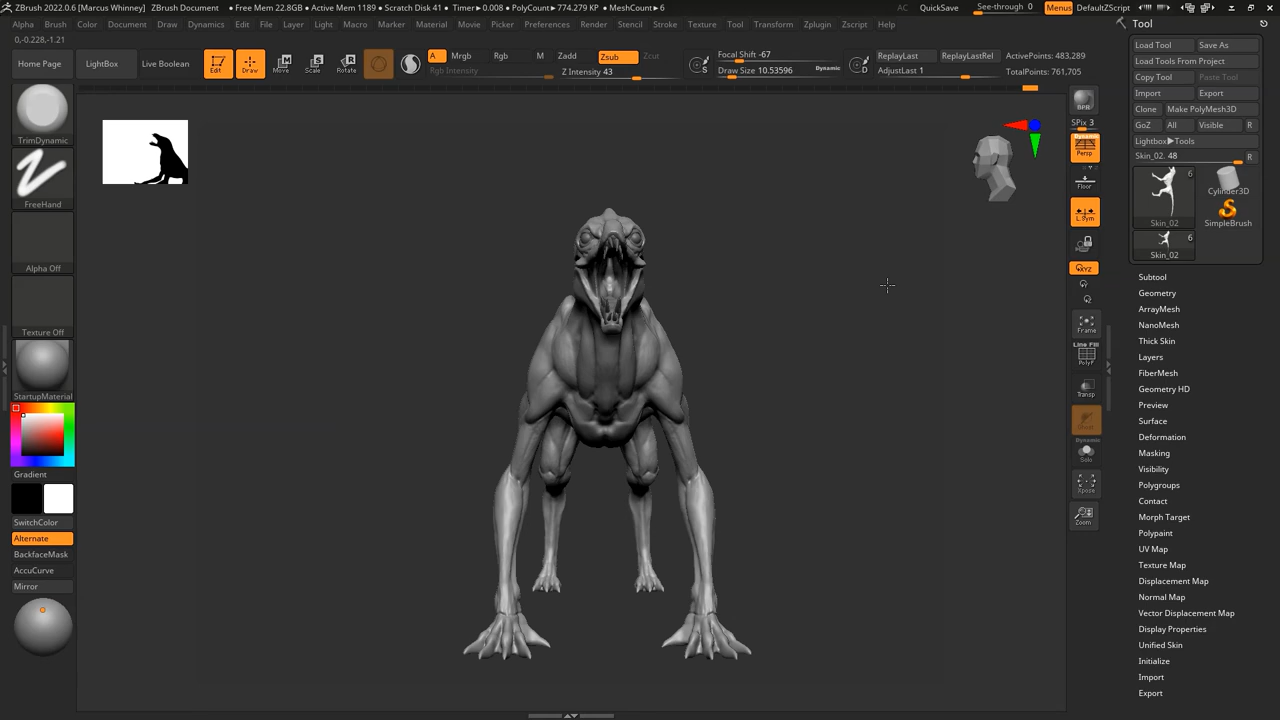 ZBrush 2022.0.6 [Marcus Whinney] ZBrush Document • Free Mem 22.8GB • Active Mem 1189 • Scratch Disk 41 • Timer►0.008 • PolyCount►774.279 KP • MeshCount►6 AC QuickSave See-through 0 Menus DefaultZScript
Alpha Brush Color Document Draw Dynamics Edit File Layer Light Macro Marker Material Movie Picker Preferences Render Stencil Stroke Texture Tool Transform Zplugin Zscript Help
0,-0.228,-1.21
Home Page LightBox Live Boolean
Edit Draw Move Scale Rotate
A Mrgb Rgb M Zadd Zsub Zcut
Rgb Intensity Z Intensity 43
S Focal Shift -67
Draw Size 10.53596 Dynamic
D ReplayLast ReplayLastRel
AdjustLast 1
ActivePoints: 483,289
TotalPoints: 761,705
TrimDynamic
FreeHand
Alpha Off
Texture Off
StartupMaterial
Gradient
SwitchColor
Alternate
BackfaceMask
AccuCurve
Mirror
BPR
SPix 3
Dynamic
Persp
Floor
L.Sym
XYZ
Frame
Line Fill
PolyF
Transp
Ghost
Dynamic
Solo
Xpose
Zoom
Tool
Load Tool Save As
Load Tools From Project
Copy Tool Paste Tool
Import Export
Clone Make PolyMesh3D
GoZ All Visible R
Lightbox►Tools
Skin_02. 48 R
6
Skin_02
Cylinder3D
SimpleBrush
6
Skin_02
Subtool
Geometry
ArrayMesh
NanoMesh
Thick Skin
Layers
FiberMesh
Geometry HD
Preview
Surface
Deformation
Masking
Visibility
Polygroups
Contact
Morph Target
Polypaint
UV Map
Texture Map
Displacement Map
Normal Map
Vector Displacement Map
Display Properties
Unified Skin
Initialize
Import
Export